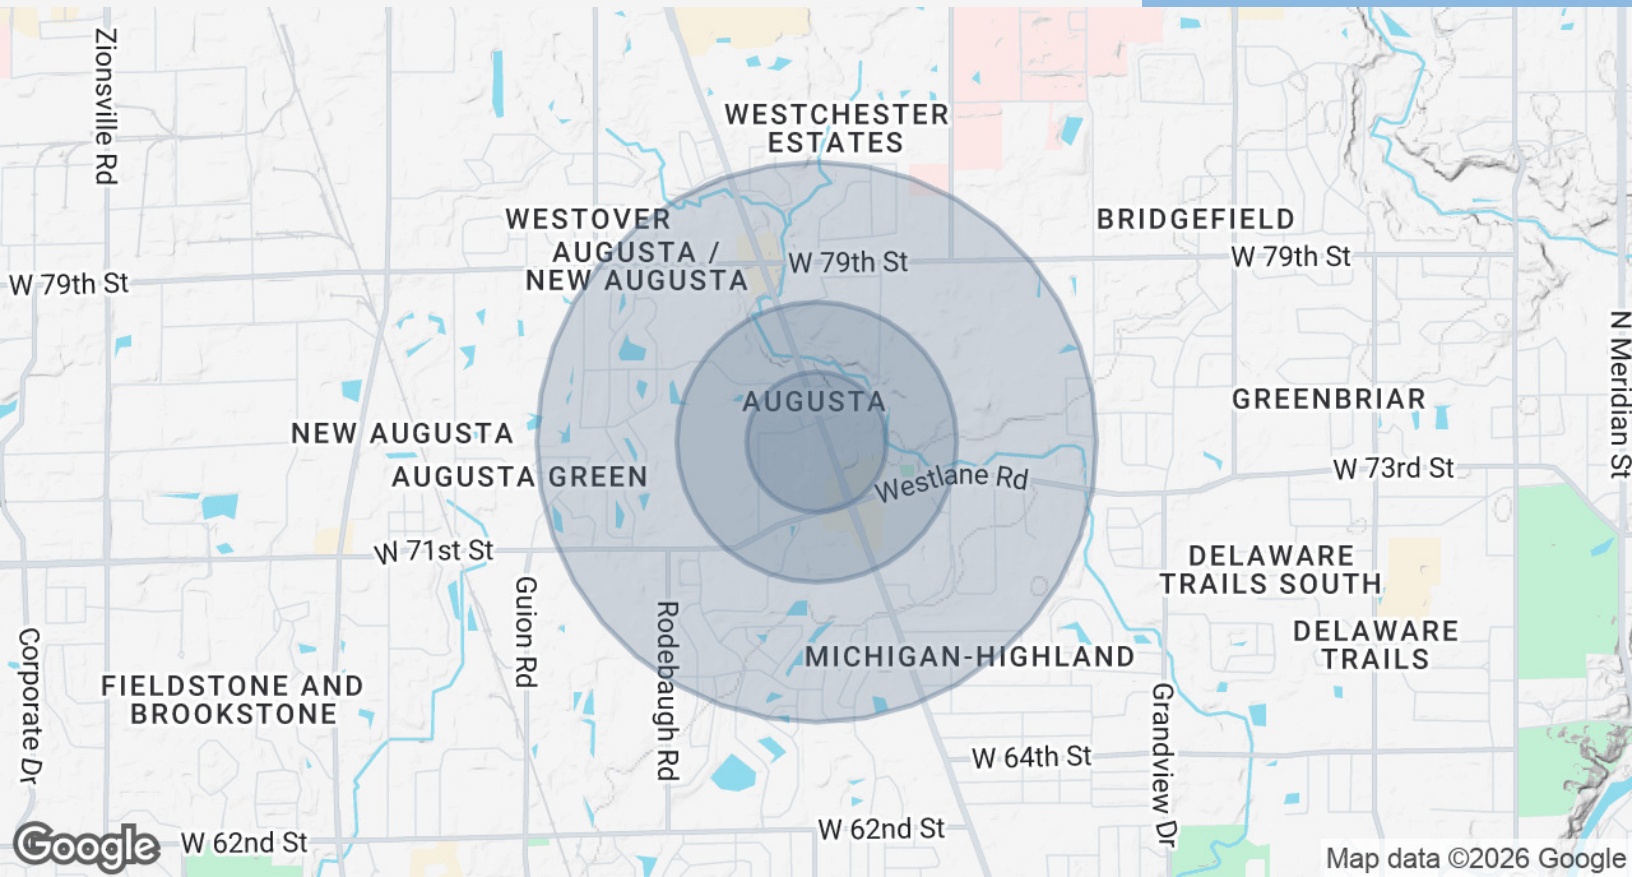 Zionsville Rd
WESTCHESTER
ESTATES
WESTOVER
BRIDGEFIELD
AUGUSTA /
NEW AUGUSTA
W 79th St
W 79th St
W 79th St
N Meridian St
AUGUSTA
GREENBRIAR
NEW AUGUSTA
AUGUSTA GREEN
Westlane Rd
W 73rd St
W 71st St
DELAWARE
TRAILS SOUTH
Guion Rd
Rodebaugh Rd
DELAWARE
TRAILS
MICHIGAN-HIGHLAND
Corporate Dr
FIELDSTONE AND
BROOKSTONE
Grandview Dr
W 64th St
W 62nd St
W 62nd St
Google
Map data ©2026 Google